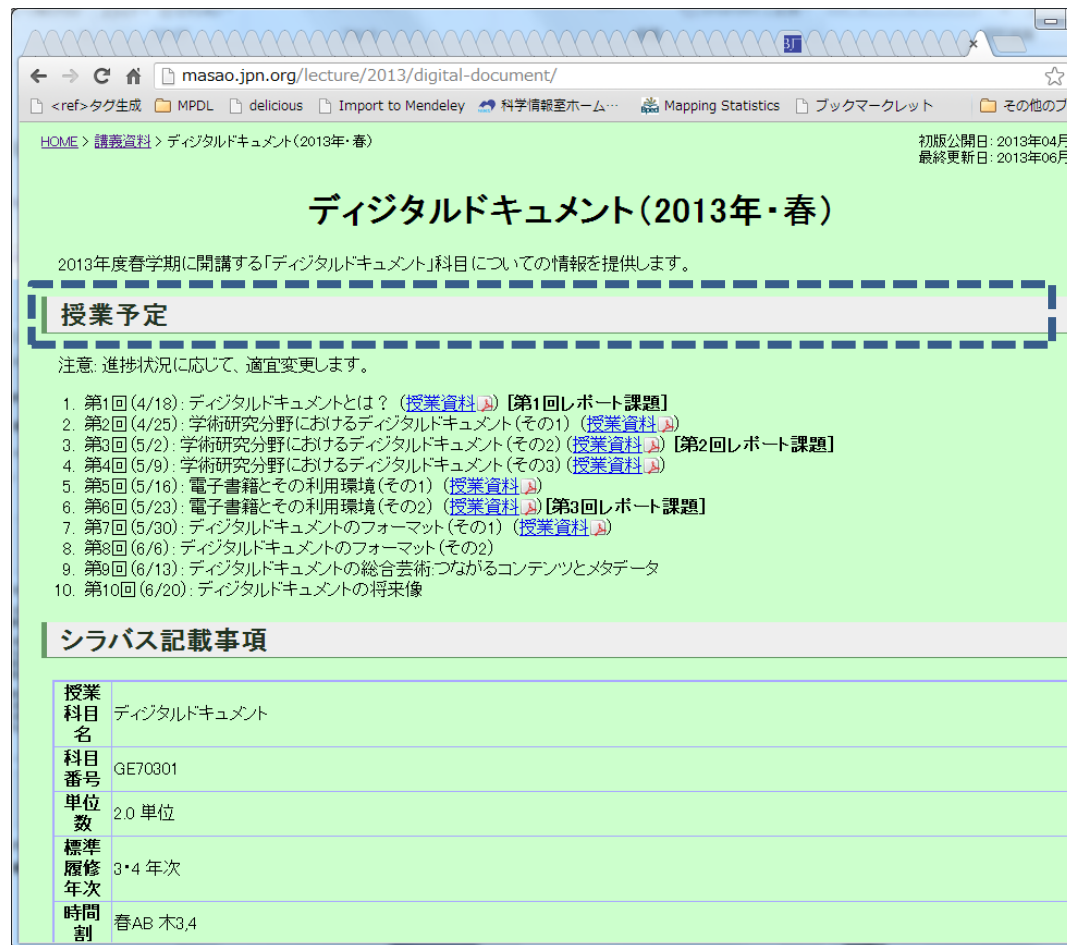 masao.jpn.org/lecture/2013/digital-document/
<ref>タグ生成 MPDL delicious Import to Mendeley 科学情報室ホーム… Mapping Statistics ブックマークレット その他のブ
HOME > 講義資料 > ディジタルドキュメント(2013年・春)
初版公開日: 2013年04月
最終更新日: 2013年06月
ディジタルドキュメント(2013年・春)
2013年度春学期に開講する「ディジタルドキュメント」科目についての情報を提供します。
授業予定
注意: 進捗状況に応じて、適宜変更します。
1. 第1回(4/18): ディジタルドキュメントとは? (授業資料) [第1回レポート課題]
2. 第2回(4/25): 学術研究分野におけるディジタルドキュメント(その1) (授業資料)
3. 第3回(5/2): 学術研究分野におけるディジタルドキュメント(その2) (授業資料) [第2回レポート課題]
4. 第4回(5/9): 学術研究分野におけるディジタルドキュメント(その3) (授業資料)
5. 第5回(5/16): 電子書籍とその利用環境(その1) (授業資料)
6. 第6回(5/23): 電子書籍とその利用環境(その2) (授業資料) [第3回レポート課題]
7. 第7回(5/30): ディジタルドキュメントのフォーマット(その1) (授業資料)
8. 第8回(6/6): ディジタルドキュメントのフォーマット(その2)
9. 第9回(6/13): ディジタルドキュメントの総合芸術:つながるコンテンツとメタデータ
10. 第10回(6/20): ディジタルドキュメントの将来像
シラバス記載事項
授業
科目 ディジタルドキュメント
名
科目
番号 GE70301
単位
数 2.0 単位
標準
履修 3・4 年次
年次
時間
割 春AB 木3,4